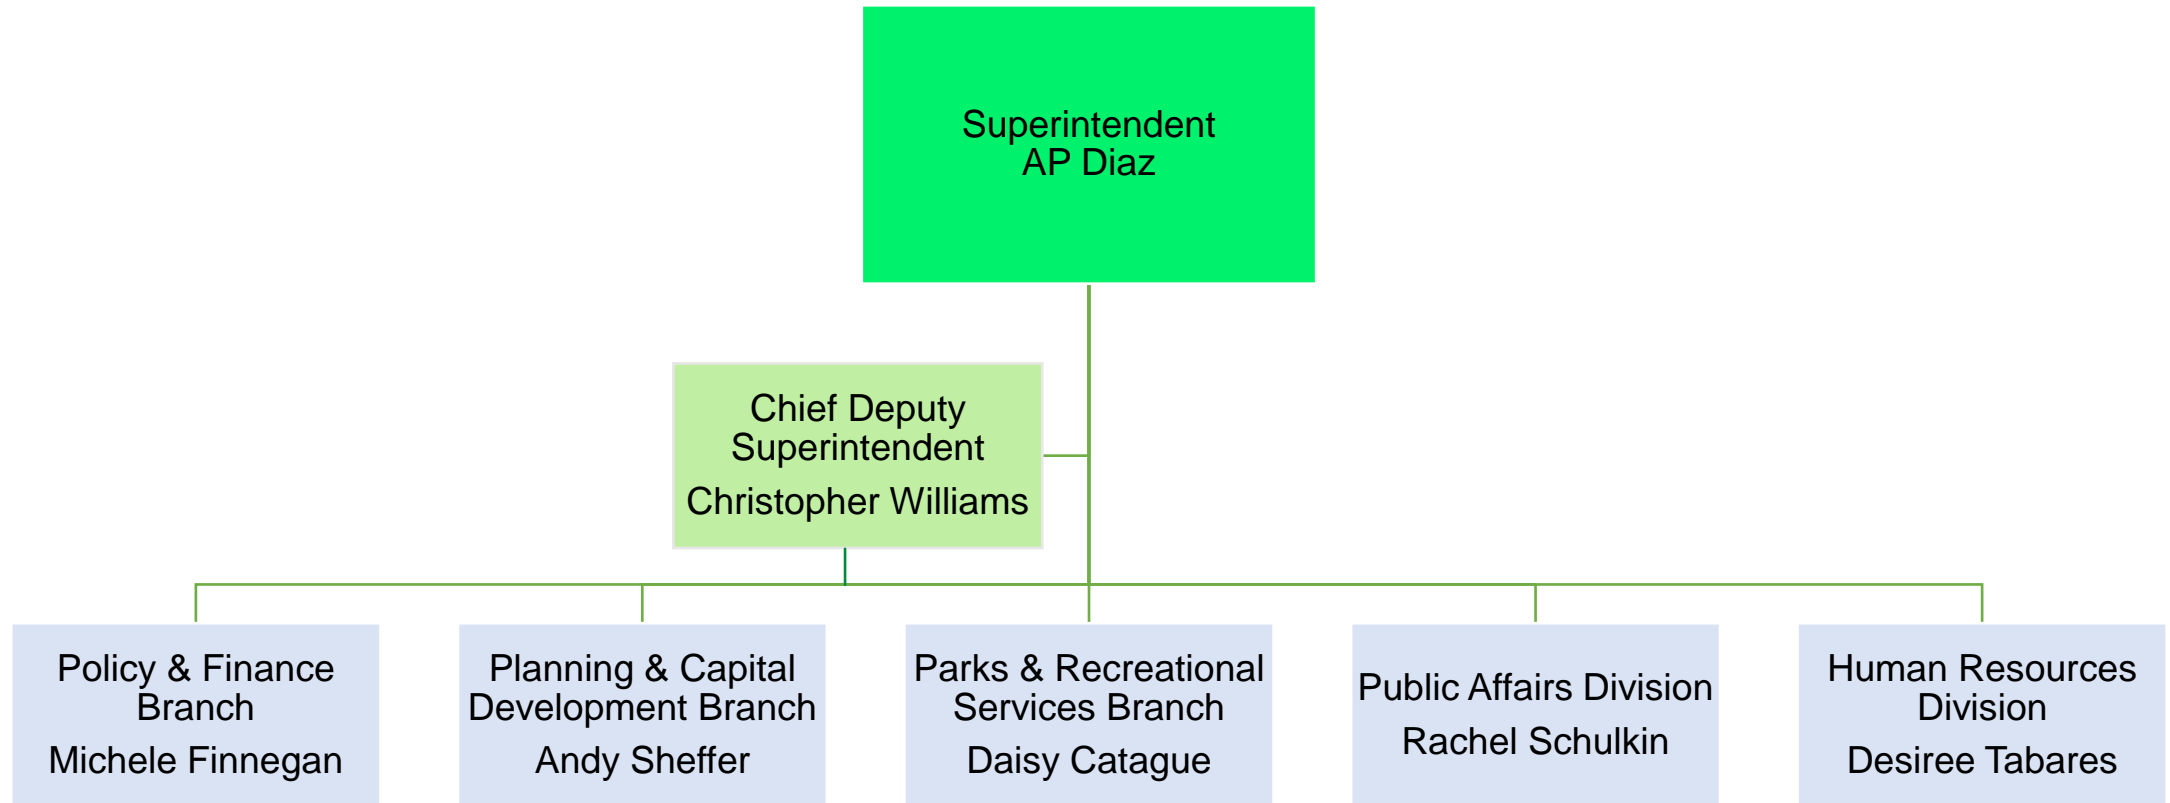 Superintendent
AP Diaz
Chief Deputy
Superintendent
Christopher Williams
Policy & Finance
Branch
Michele Finnegan
Planning & Capital
Development Branch
Andy Sheffer
Parks & Recreational
Services Branch
Daisy Catague
Public Affairs Division
Rachel Schulkin
Human Resources
Division
Desiree Tabares